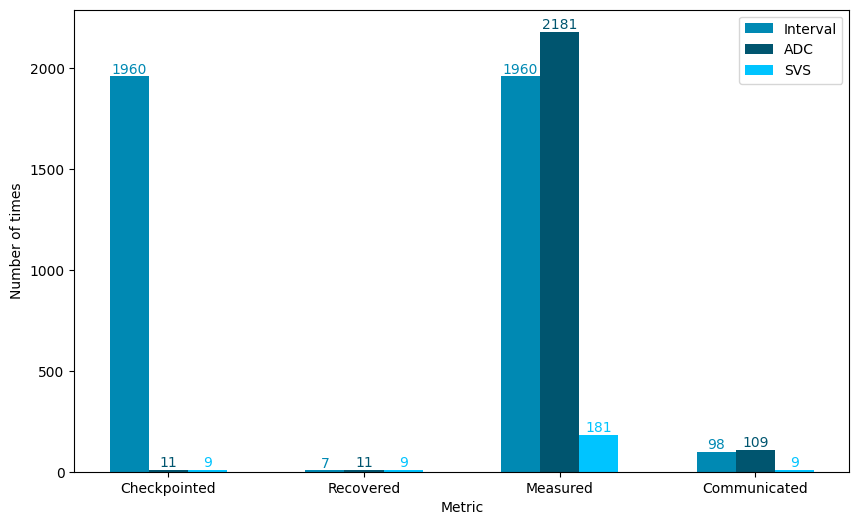 Interval
ADC
SVS
Number of times
2000
1500
1000
500
0
1960
11
9
7
11
9
1960
2181
181
98
109
9
Checkpointed
Recovered
Measured
Communicated
Metric